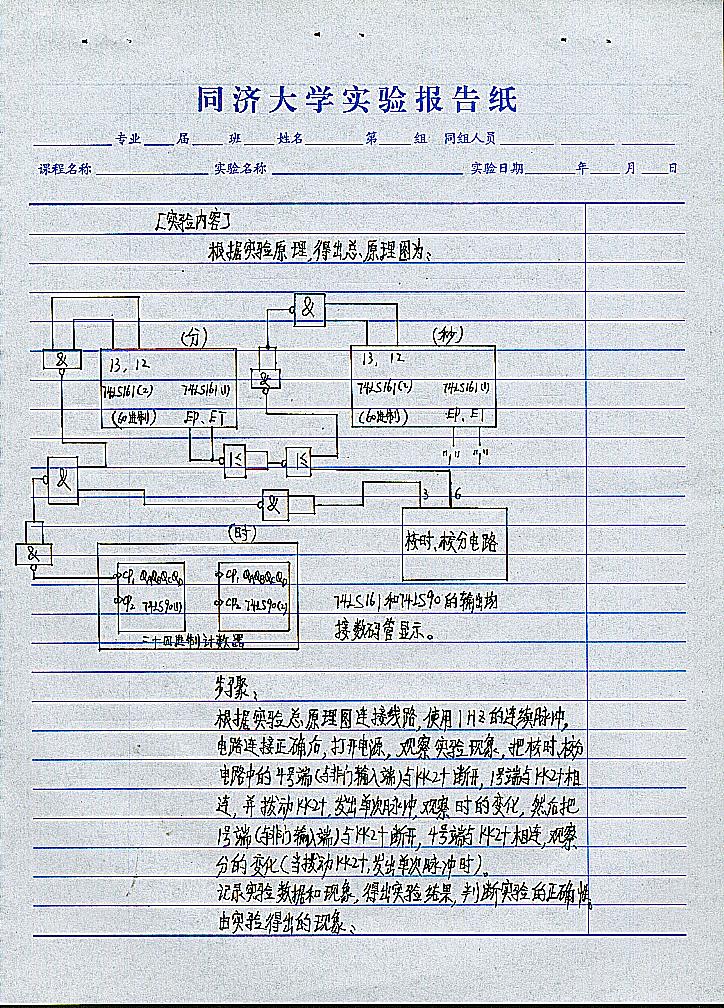 同济大学实验报告纸
专业 届 班 姓名 第 组 同组人员
课程名称 实验名称 实验日期 年 月 日
[实验内容]
根据实验原理,得出总原理图为:
&
(分) (秒)
& 13, 12 & 13, 12
74LS161(2) 74LS161(1) 74LS161(2) 74LS161(1)
(60进制) EP、ET (60进制) EP、ET
1≤ 1≤ "1" "1"
& & 3 6
(时) 校时、校分电路
&
CP1 QAQBQCQD CP1 QAQBQCQD
CP2 74LS90(1) CP2 74LS90(2) 74LS161和74LS90的输出均
二十四进制计数器 接数码管显示。
步骤:
根据实验总原理图连接线路,使用1HZ的连续脉冲。
电路连接正确后,打开电源,观察实验现象,把校时、校分
电路中的4号端(与非门输入端)与KK2+断开,1号端与KK2+相
连,并拨动KK2+,发出单次脉冲,观察时的变化,然后把
1号端(与非门输入端)与KK2+断开,4号端与KK2+相连,观察
分的变化(当拨动KK2+,发出单次脉冲时)。
记录实验数据和现象,得出实验结果,判断实验的正确性。
由实验得出的现象: